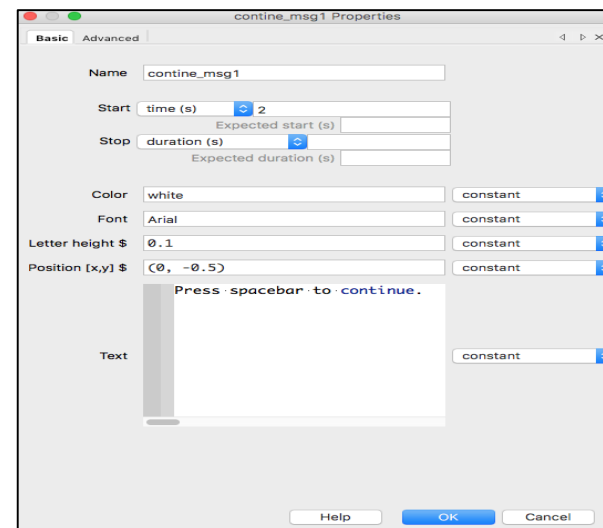 contine_msg1 Properties
Basic Advanced
Name contine_msg1
Start time (s) 2
Expected start (s)
Stop duration (s)
Expected duration (s)
Color white constant
Font Arial constant
Letter height $ 0.1 constant
Position [x,y] $ (0, -0.5) constant
Press spacebar to continue.
Text constant
Help OK Cancel